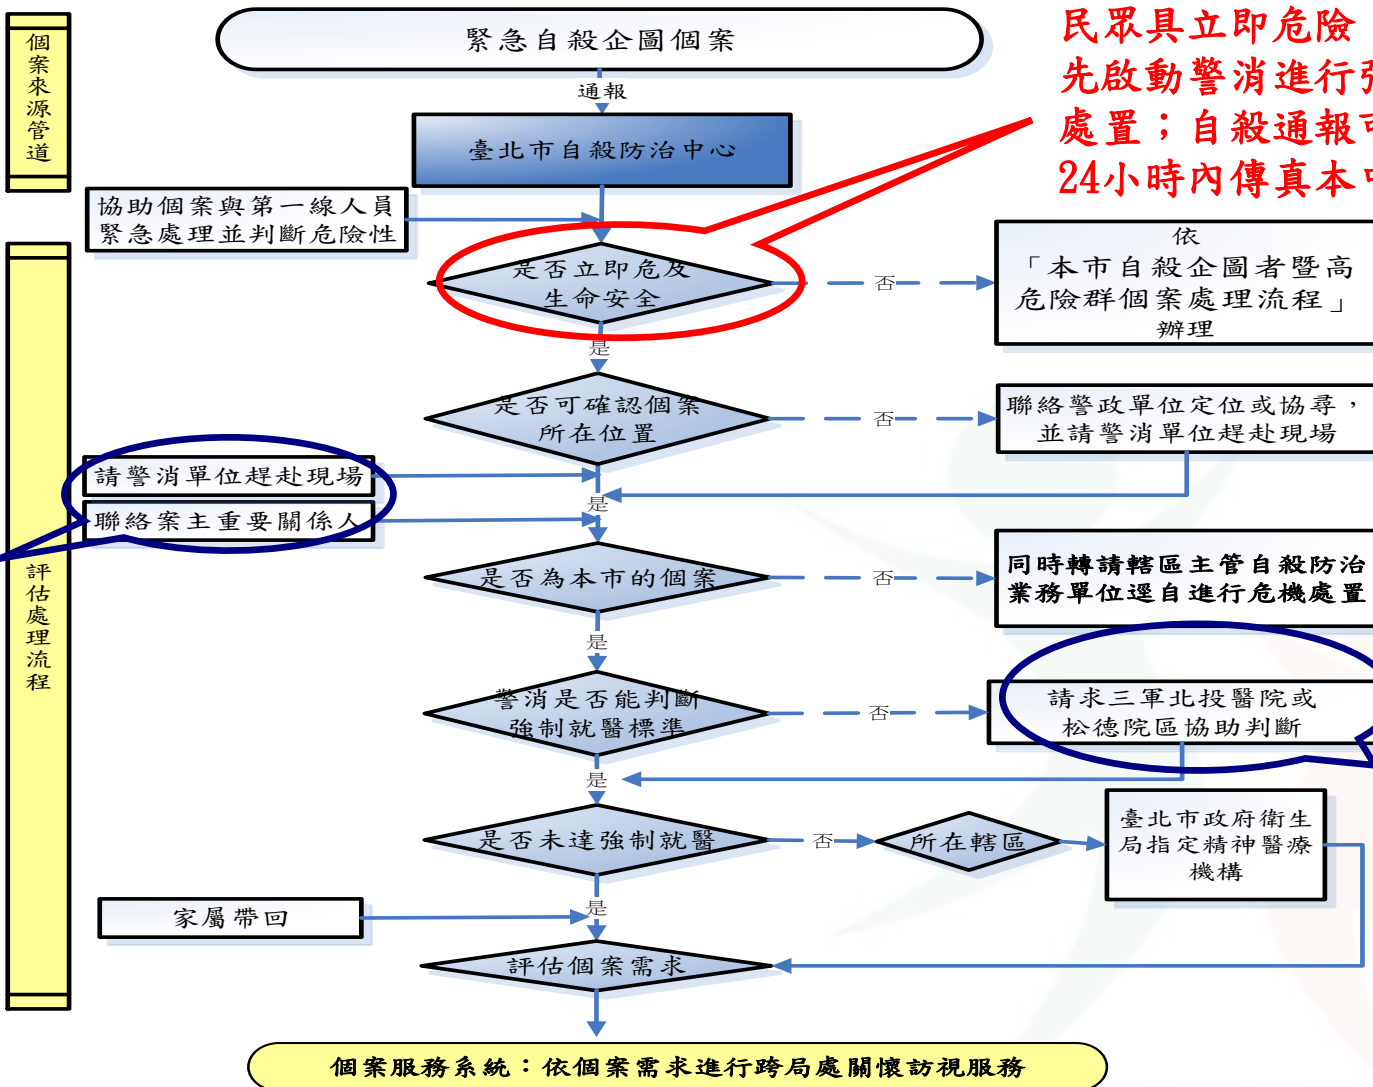 個案來源管道
緊急自殺企圖個案
民眾具立即危險
先啟動警消進行
處置；自殺通報可
24小時內傳真本
通報
臺北市自殺防治中心
協助個案與第一線人員
緊急處理並判斷危險性
是否立即危及
生命安全
否
依
「本市自殺企圖者暨高
危險群個案處理流程」
辦理
是
是否可確認個案
所在位置
否
聯絡警政單位定位或協尋，
並請警消單位趕赴現場
請警消單位趕赴現場
是
聯絡案主重要關係人
評估處理流程
是否為本市的個案
否
同時轉請轄區主管自殺防治
業務單位逕自進行危機處置
是
警消是否能判斷
強制就醫標準
否
請求三軍北投醫院或
松德院區協助判斷
是
是否未達強制就醫
否
所在轄區
臺北市政府衛生
局指定精神醫療
機構
家屬帶回
是
評估個案需求
個案服務系統：依個案需求進行跨局處關懷訪視服務